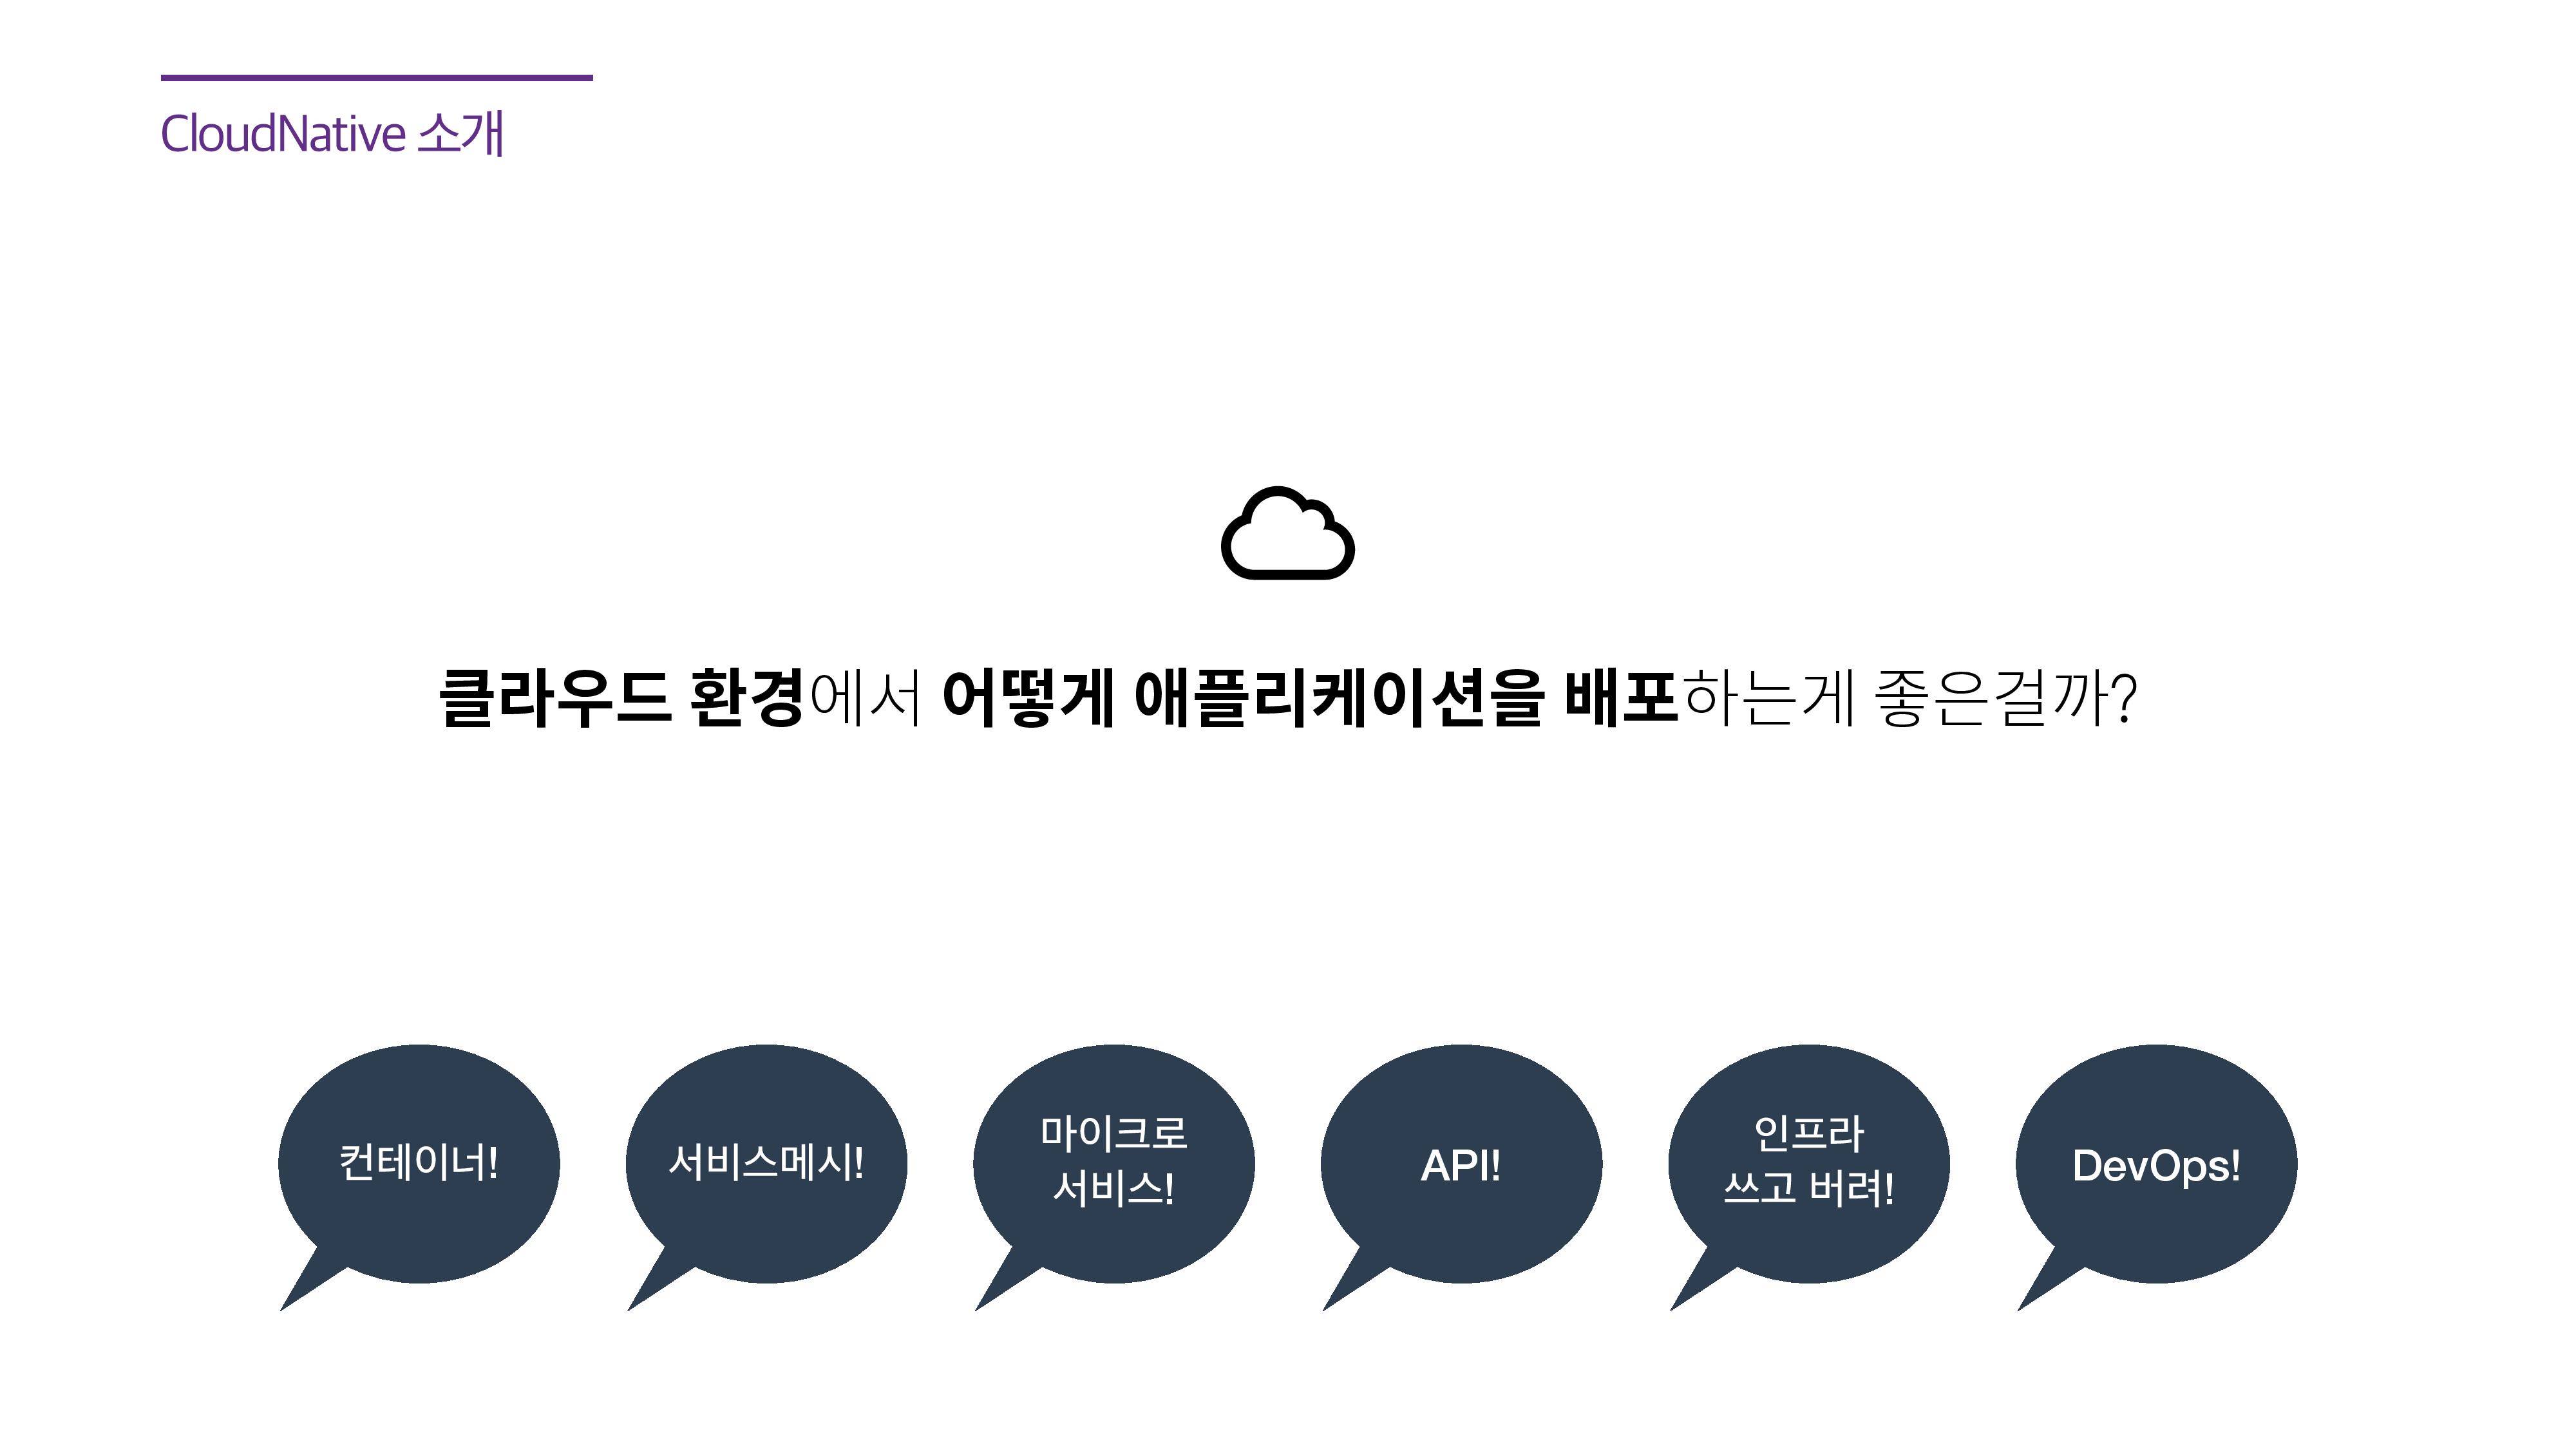 CloudNative 소개
클라우드 환경에서 어떻게 애플리케이션을 배포하는게 좋은걸까?
컨테이너!
서비스메시!
마이크로
서비스!
API!
인프라
쓰고 버려!
DevOps!